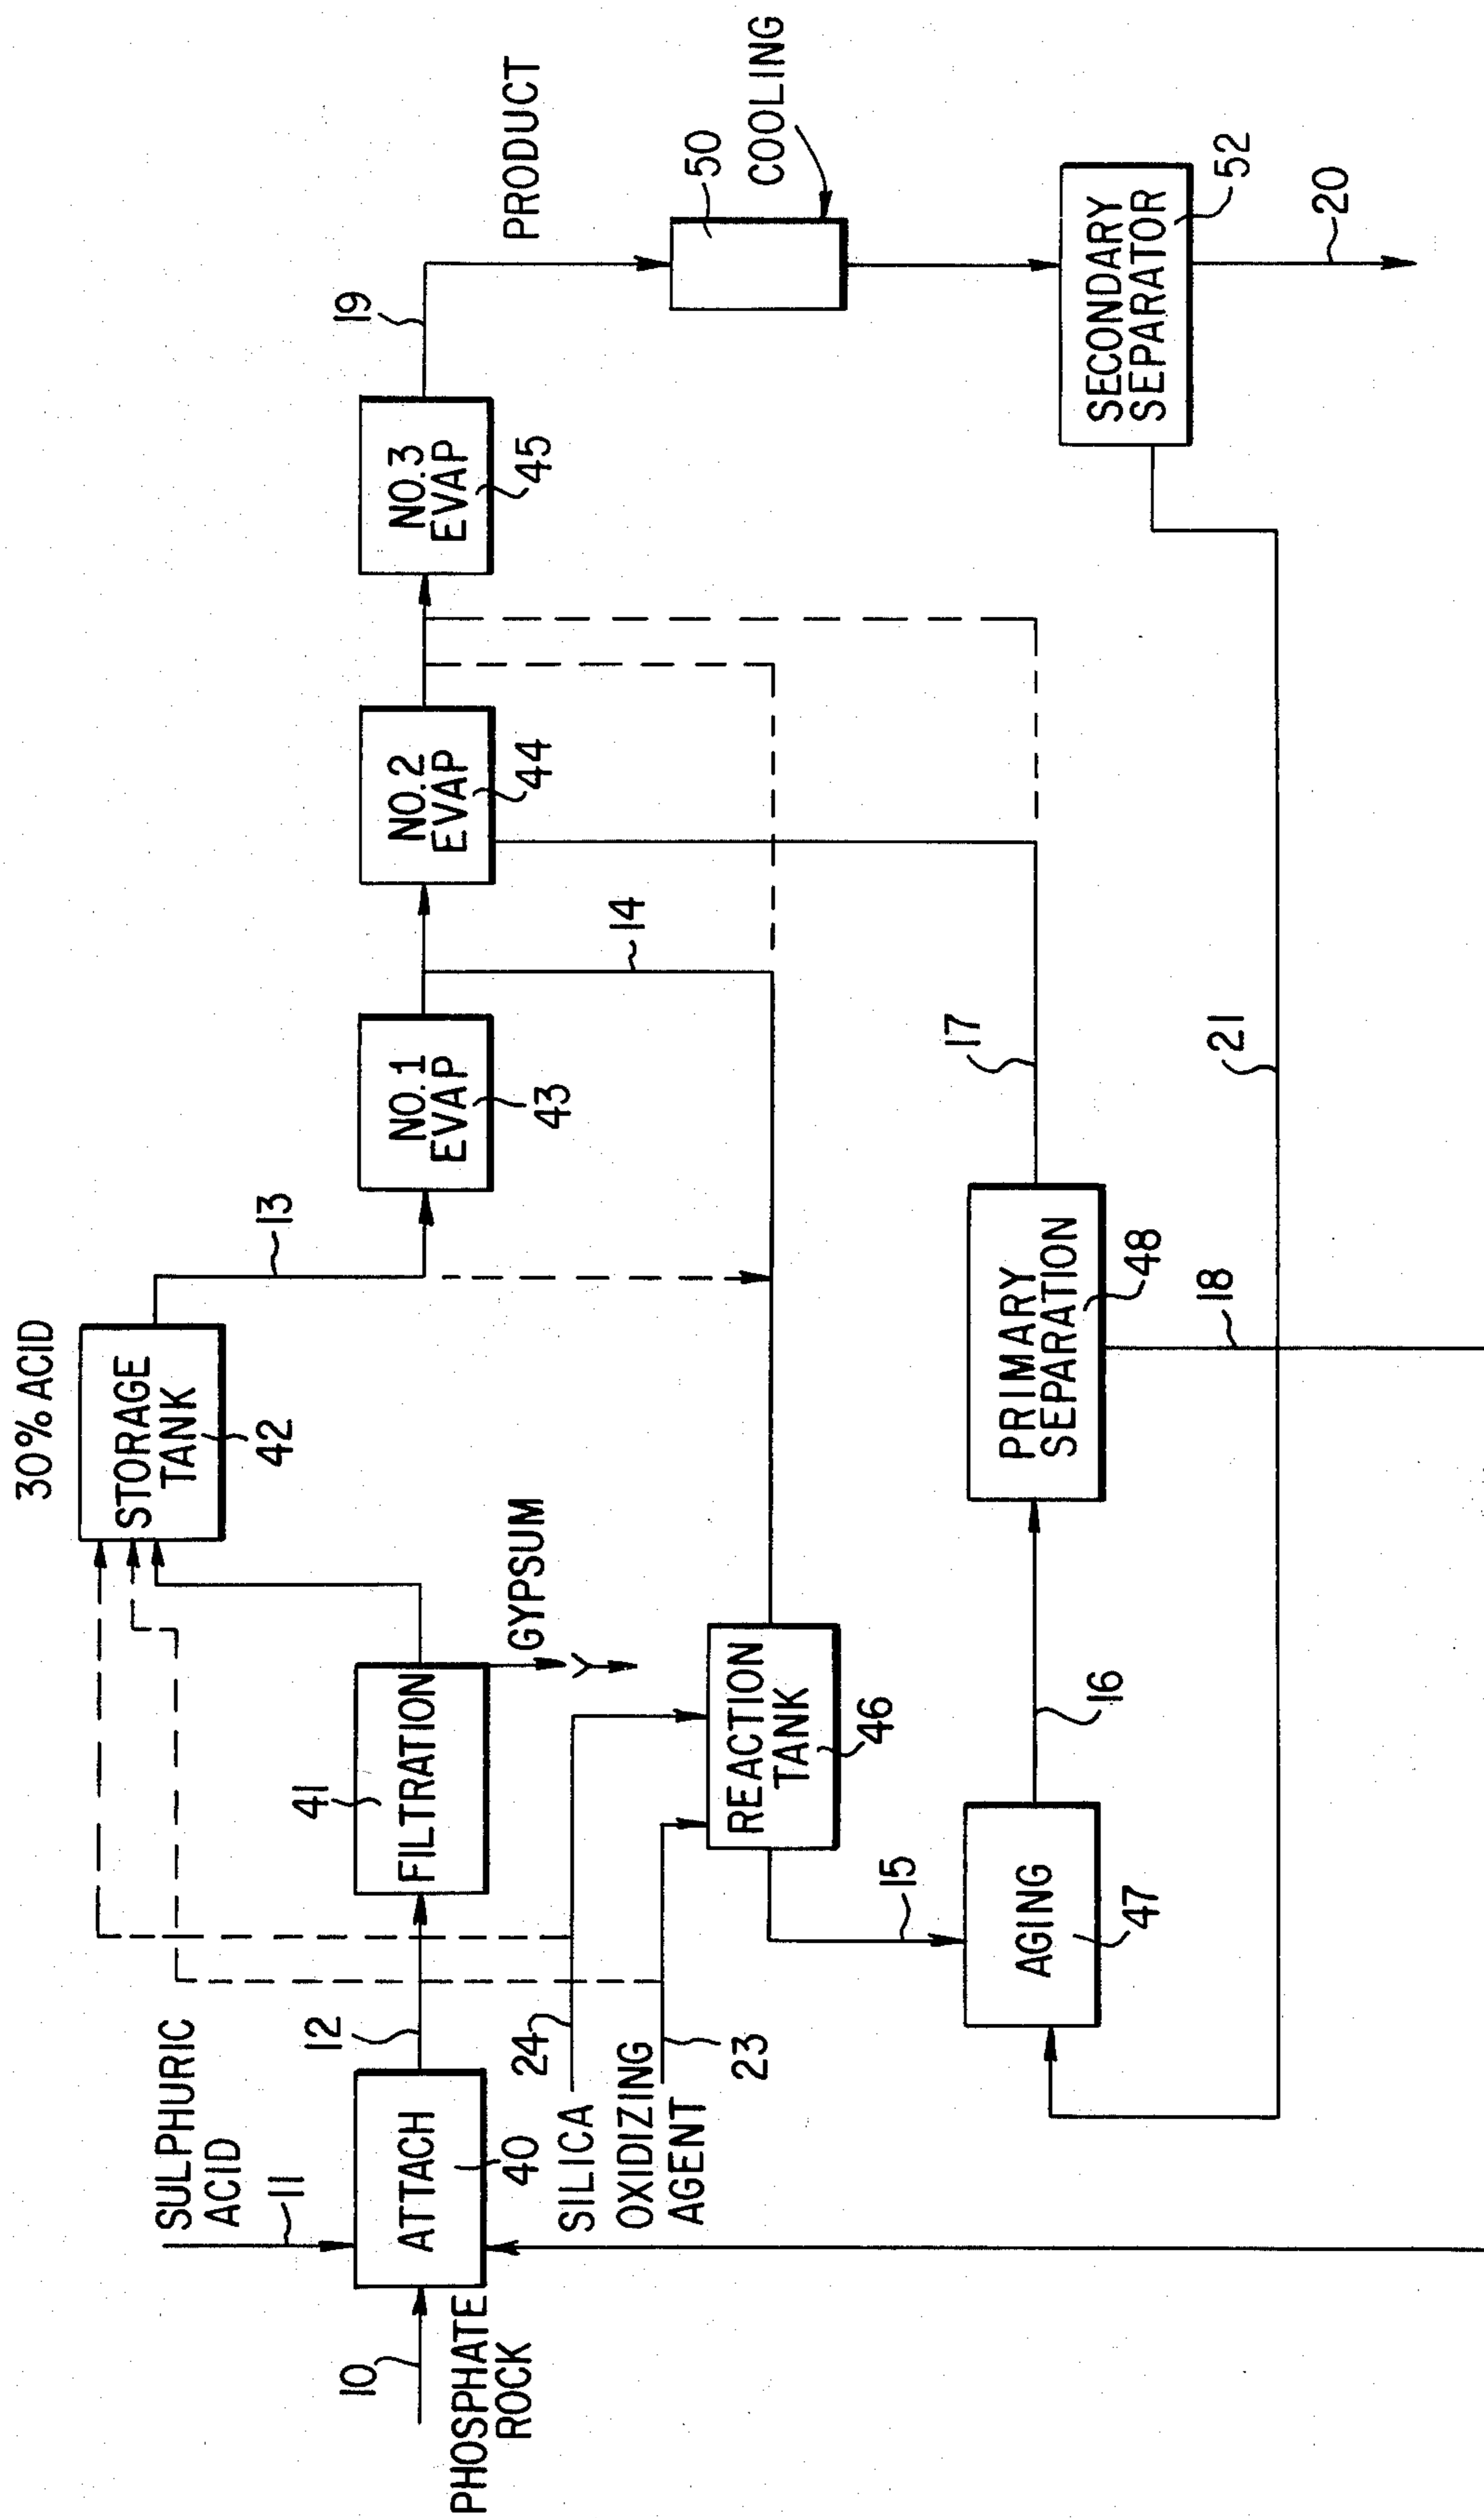 30% ACID
STORAGE
TANK
42
13
SULPHURIC
ACID
11
12
41
FILTRATION
GYPSUM
10
PHOSPHATE
ROCK
ATTACH
40
NO.1
EVAP
43
NO.2
EVAP
44
NO.3
EVAP
45
19
PRODUCT
50
COOLING
14
24
SILICA
OXIDIZING
AGENT
23
REACTION
TANK
46
15
AGING
47
16
PRIMARY
SEPARATION
48
17
18
21
SECONDARY
SEPARATOR
52
20